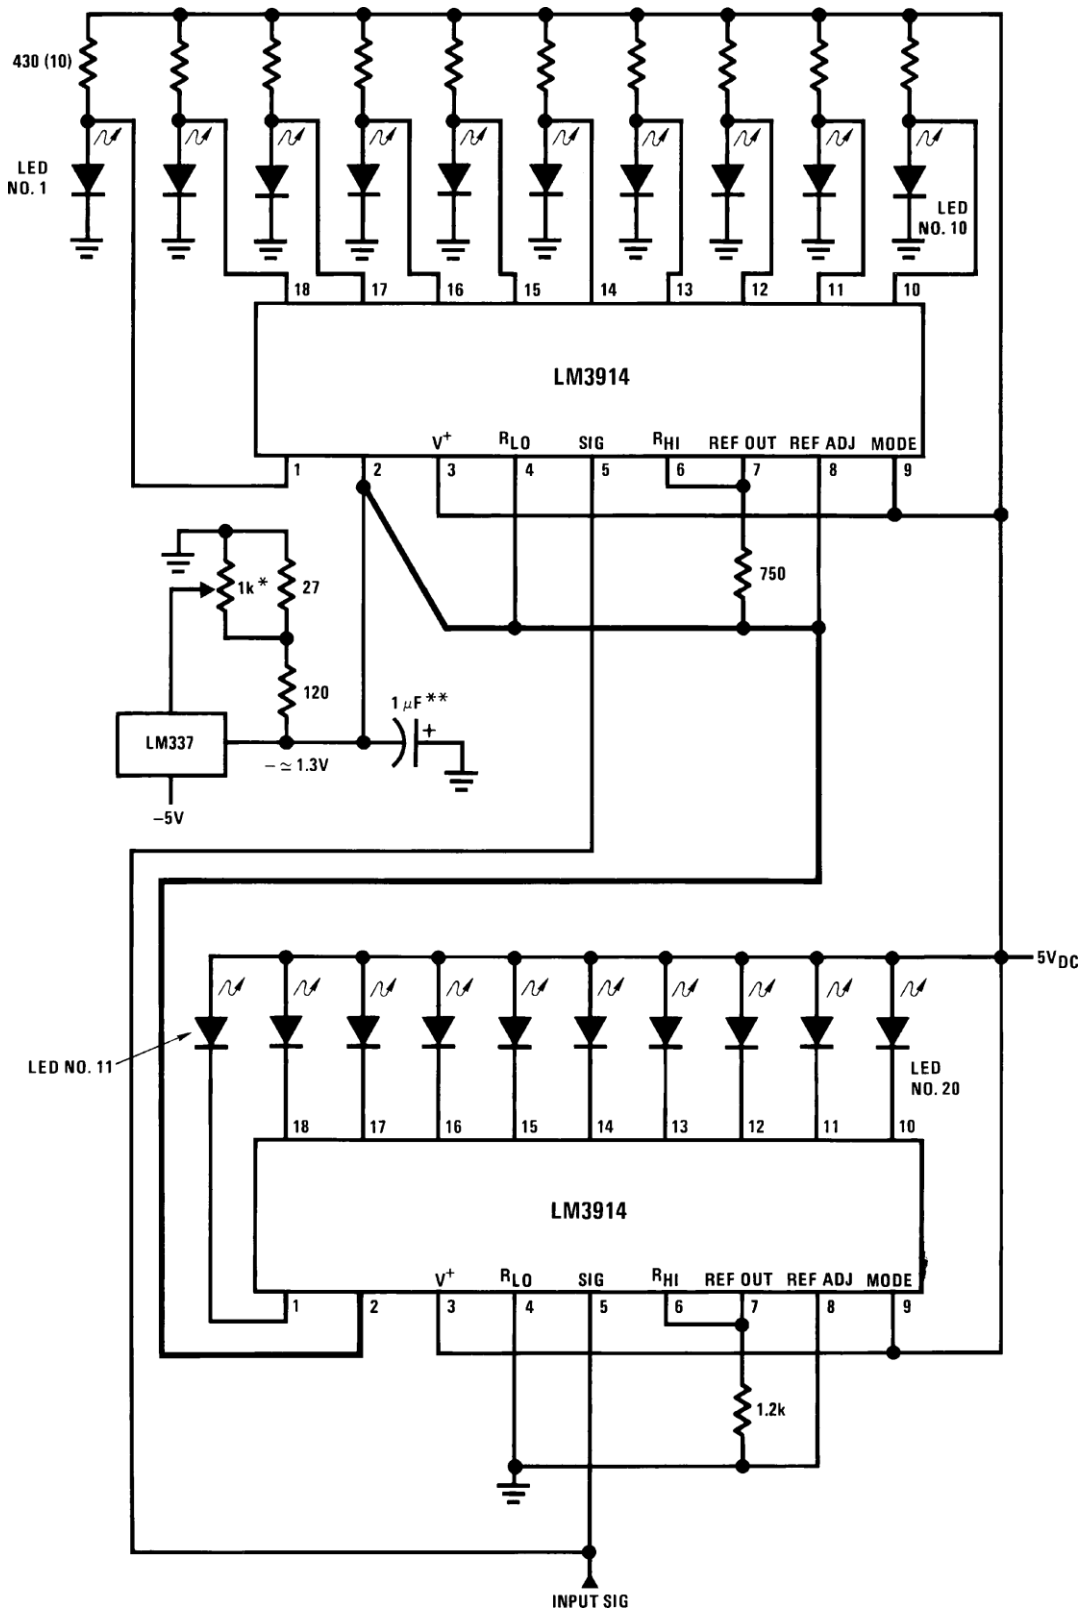 430 (10)
LED
NO. 1
LED
NO. 10
18 17 16 15 14 13 12 11 10
LM3914
V+ RLO SIG RHI REF OUT REF ADJ MODE
1 2 3 4 5 6 7 8 9
1k* 27
750
120
1 µF**
+
LM337
– ≃ 1.3V
–5V
5VDC
LED NO. 11
LED
NO. 20
18 17 16 15 14 13 12 11 10
LM3914
V+ RLO SIG RHI REF OUT REF ADJ MODE
1 2 3 4 5 6 7 8 9
1.2k
INPUT SIG